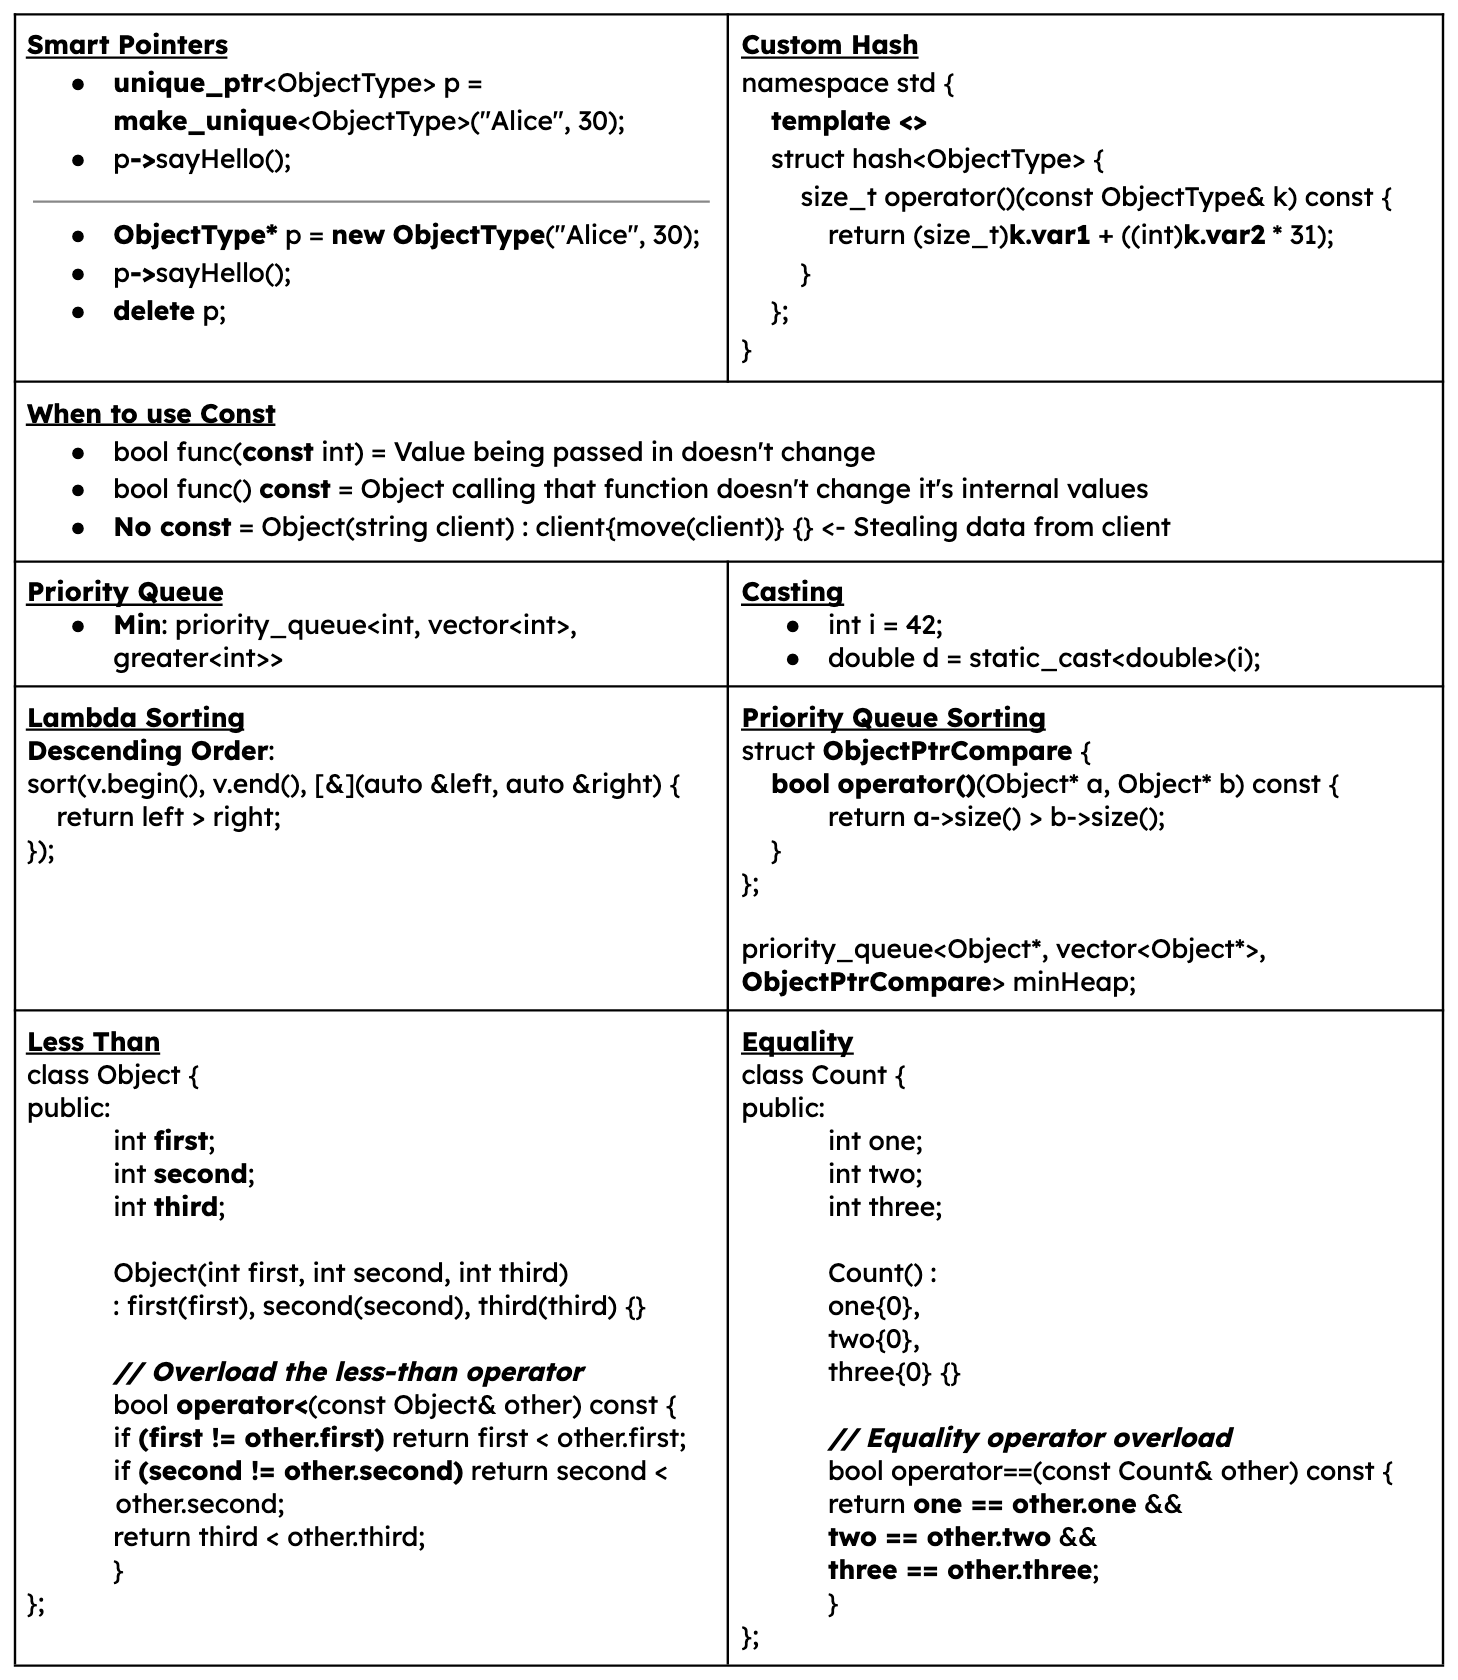 Smart Pointers
● unique_ptr<ObjectType> p =
make_unique<ObjectType>("Alice", 30);
● p->sayHello();
● ObjectType* p = new ObjectType("Alice", 30);
● p->sayHello();
● delete p;
Custom Hash
namespace std {
template <>
struct hash<ObjectType> {
size_t operator()(const ObjectType& k) const {
return (size_t)k.var1 + ((int)k.var2 * 31);
}
};
}
When to use Const
● bool func(const int) = Value being passed in doesn't change
● bool func() const = Object calling that function doesn't change it's internal values
● No const = Object(string client) : client{move(client)} {} <- Stealing data from client
Priority Queue
● Min: priority_queue<int, vector<int>,
greater<int>>
Casting
● int i = 42;
● double d = static_cast<double>(i);
Lambda Sorting
Descending Order:
sort(v.begin(), v.end(), [&](auto &left, auto &right) {
return left > right;
});
Priority Queue Sorting
struct ObjectPtrCompare {
bool operator()(Object* a, Object* b) const {
return a->size() > b->size();
}
};
priority_queue<Object*, vector<Object*>,
ObjectPtrCompare> minHeap;
Less Than
class Object {
public:
int first;
int second;
int third;
Object(int first, int second, int third)
: first(first), second(second), third(third) {}
// Overload the less-than operator
bool operator<(const Object& other) const {
if (first != other.first) return first < other.first;
if (second != other.second) return second <
other.second;
return third < other.third;
}
};
Equality
class Count {
public:
int one;
int two;
int three;
Count() :
one{0},
two{0},
three{0} {}
// Equality operator overload
bool operator==(const Count& other) const {
return one == other.one &&
two == other.two &&
three == other.three;
}
};